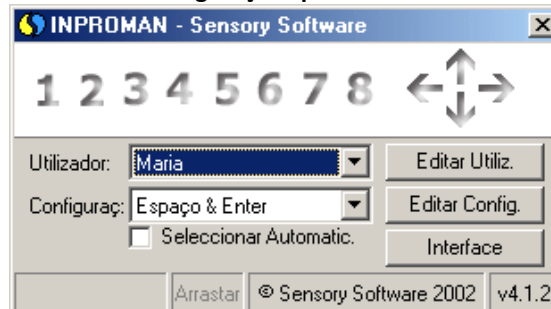 INPROMAN - Sensory Software
1 2 3 4 5 6 7 8
Utilizador: Maria Editar Utiliz.
Configuraç: Espaço & Enter Editar Config.
Seleccionar Automatic. Interface
Arrastar © Sensory Software 2002 v4.1.2